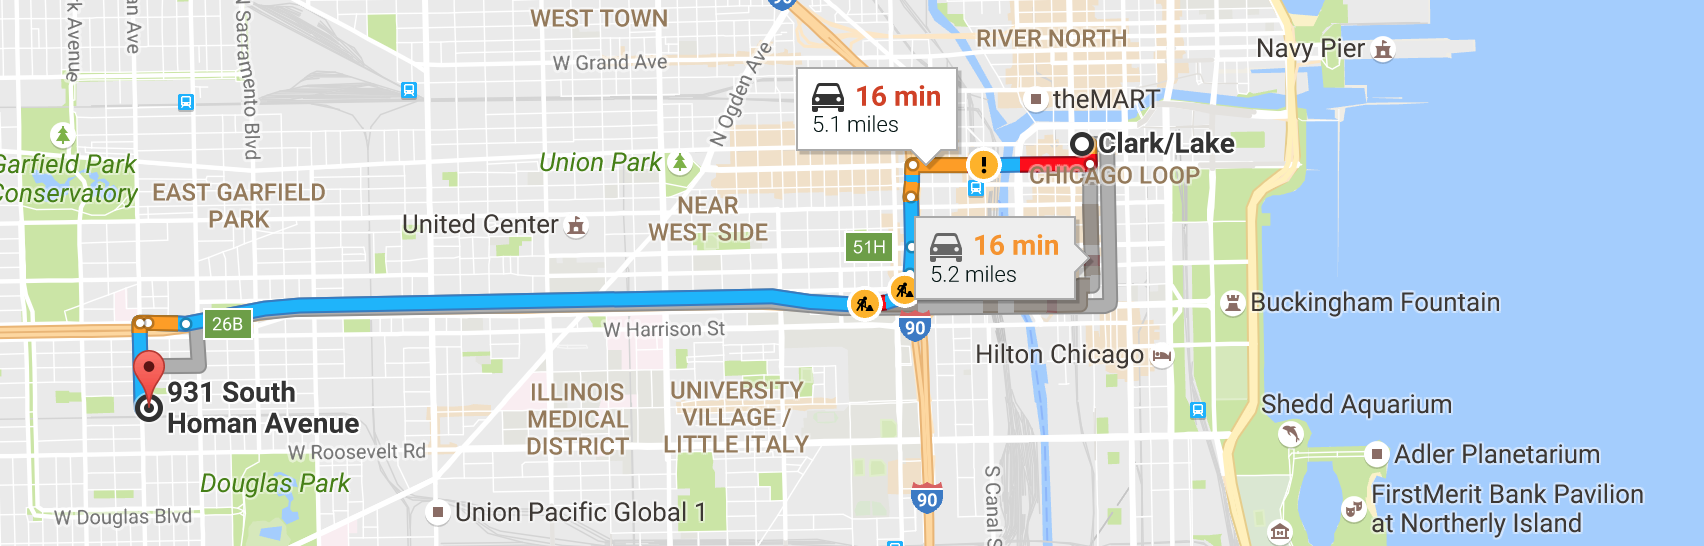 WEST TOWN
W Grand Ave
N Ogden Ave
RIVER NORTH
Navy Pier
90
N Sacramento Blvd
16 min
5.1 miles
theMART
Clark/Lake
CHICAGO LOOP
Union Park
Garfield Park
Conservatory
EAST GARFIELD
PARK
United Center
NEAR
WEST SIDE
51H
16 min
5.2 miles
Buckingham Fountain
26B
W Harrison St
90
Hilton Chicago
931 South
Homan Avenue
ILLINOIS
MEDICAL
DISTRICT
UNIVERSITY
VILLAGE /
LITTLE ITALY
Shedd Aquarium
W Roosevelt Rd
Adler Planetarium
Douglas Park
90
S Canal S
W Douglas Blvd
Union Pacific Global 1
FirstMerit Bank Pavilion
at Northerly Island